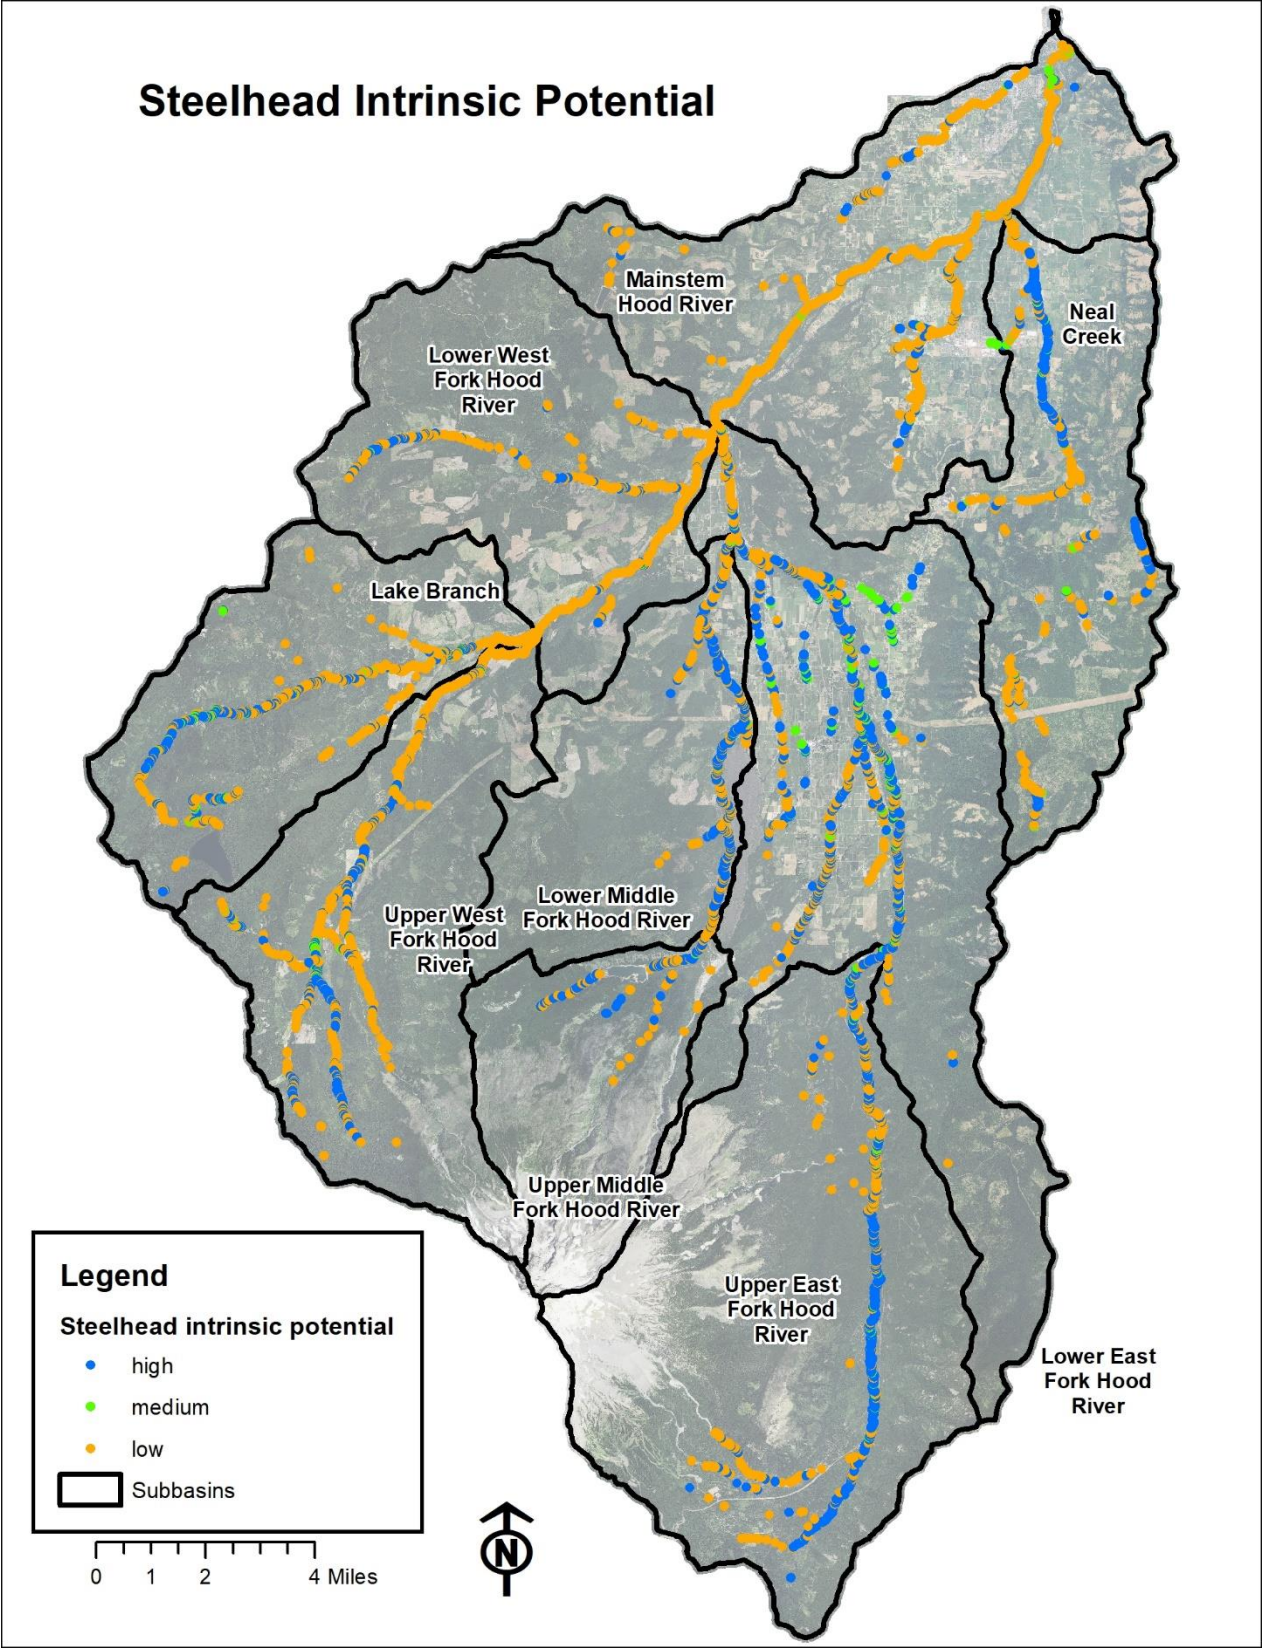 Steelhead Intrinsic Potential
Mainstem
Hood River
Neal
Creek
Lower West
Fork Hood
River
Lake Branch
Lower Middle
Fork Hood River
Upper West
Fork Hood
River
Upper Middle
Fork Hood River
Upper East
Fork Hood
River
Lower East
Fork Hood
River
Legend
Steelhead intrinsic potential
high
medium
low
Subbasins
0 1 2 4 Miles
N